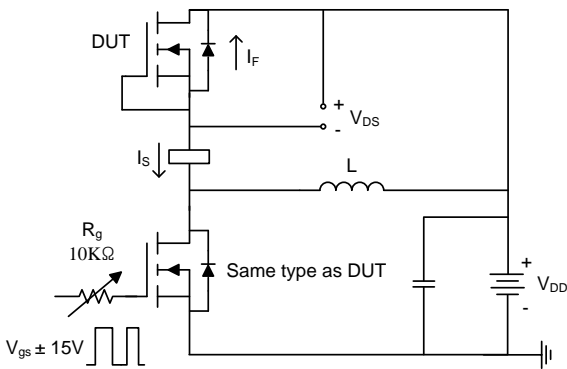 DUT
I_F
+
V_DS
-
I_S
L
R_g
10KΩ
Same type as DUT
+
V_DD
-
V_gs ± 15V